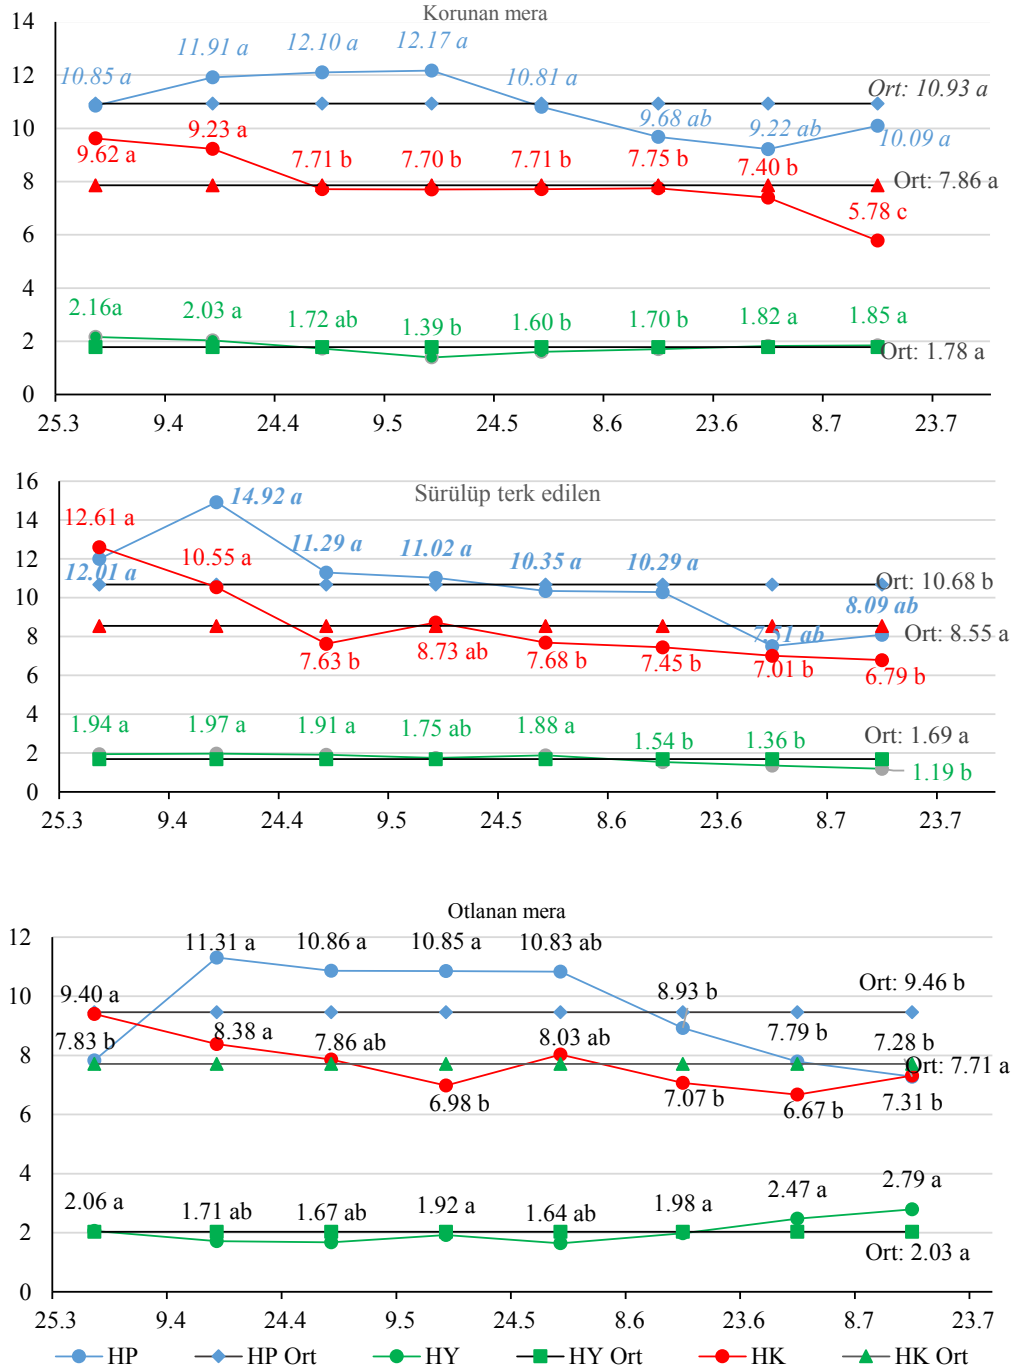 Korunan mera
14
12
10
8
6
4
2
0
10.85 a
11.91 a
12.10 a
12.17 a
10.81 a
9.68 ab
9.22 ab
10.09 a
Ort: 10.93 a
9.62 a
9.23 a
7.71 b
7.70 b
7.71 b
7.75 b
7.40 b
5.78 c
Ort: 7.86 a
2.16a
2.03 a
1.72 ab
1.39 b
1.60 b
1.70 b
1.82 a
1.85 a
Ort: 1.78 a
25.3 9.4 24.4 9.5 24.5 8.6 23.6 8.7 23.7
Sürülüp terk edilen
16
14
12
10
8
6
4
2
0
12.01 a
14.92 a
11.29 a
11.02 a
10.35 a
10.29 a
7.51 ab
8.09 ab
Ort: 10.68 b
12.61 a
10.55 a
7.63 b
8.73 ab
7.68 b
7.45 b
7.01 b
6.79 b
Ort: 8.55 a
1.94 a
1.97 a
1.91 a
1.75 ab
1.88 a
1.54 b
1.36 b
1.19 b
Ort: 1.69 a
25.3 9.4 24.4 9.5 24.5 8.6 23.6 8.7 23.7
Otlanan mera
12
10
8
6
4
2
0
7.83 b
11.31 a
10.86 a
10.85 a
10.83 ab
8.93 b
7.79 b
7.28 b
Ort: 9.46 b
9.40 a
8.38 a
7.86 ab
6.98 b
8.03 ab
7.07 b
6.67 b
7.31 b
Ort: 7.71 a
2.06 a
1.71 ab
1.67 ab
1.92 a
1.64 ab
1.98 a
2.47 a
2.79 a
Ort: 2.03 a
25.3 9.4 24.4 9.5 24.5 8.6 23.6 8.7 23.7
HP HP Ort HY HY Ort HK HK Ort